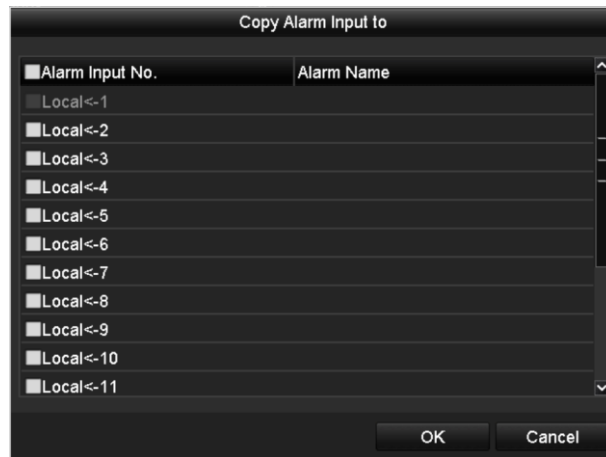 Copy Alarm Input to
Alarm Input No. Alarm Name
Local<-1
Local<-2
Local<-3
Local<-4
Local<-5
Local<-6
Local<-7
Local<-8
Local<-9
Local<-10
Local<-11
OK Cancel